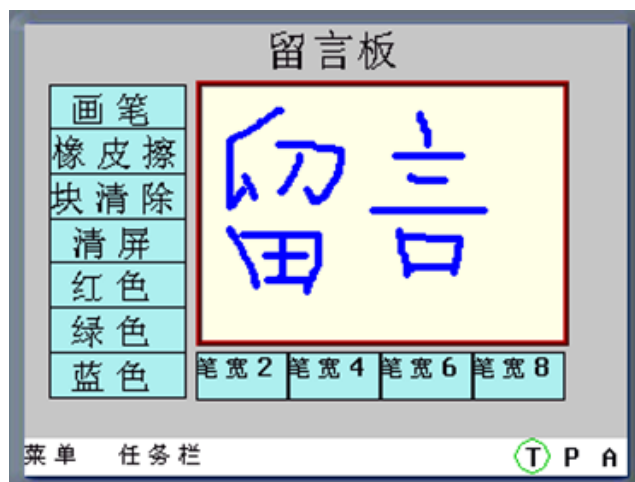 留言板
画笔
橡皮擦
块清除
清屏
红色
绿色
蓝色
留言
笔宽2 笔宽4 笔宽6 笔宽8
菜单 任务栏 T P A